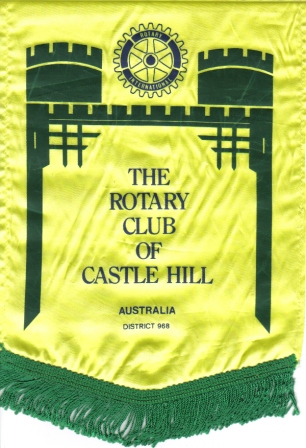 ROTARY
INTERNATIONAL
THE
ROTARY
CLUB
OF
CASTLE HILL
AUSTRALIA
DISTRICT 968